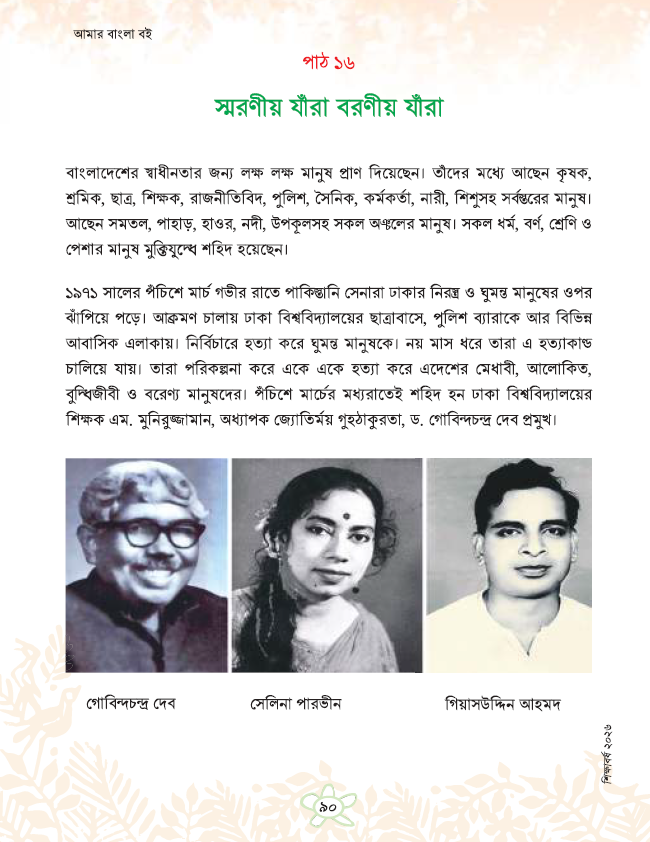 আমার বাংলা বই
পাঠ ১৬
স্মরণীয় যাঁরা বরণীয় যাঁরা
বাংলাদেশের স্বাধীনতার জন্য লক্ষ লক্ষ মানুষ প্রাণ দিয়েছেন। তাঁদের মধ্যে আছেন কৃষক,
শ্রমিক, ছাত্র, শিক্ষক, রাজনীতিবিদ, পুলিশ, সৈনিক, কর্মকর্তা, নারী, শিশুসহ সর্বস্তরের মানুষ।
আছেন সমতল, পাহাড়, হাওর, নদী, উপকূলসহ সকল অঞ্চলের মানুষ। সকল ধর্ম, বর্ণ, শ্রেণি ও
পেশার মানুষ মুক্তিযুদ্ধে শহিদ হয়েছেন।
১৯৭১ সালের পঁচিশে মার্চ গভীর রাতে পাকিস্তানি সেনারা ঢাকার নিরস্ত্র ও ঘুমন্ত মানুষের ওপর
ঝাঁপিয়ে পড়ে। আক্রমণ চালায় ঢাকা বিশ্ববিদ্যালয়ের ছাত্রাবাসে, পুলিশ ব্যারাকে আর বিভিন্ন
আবাসিক এলাকায়। নির্বিচারে হত্যা করে ঘুমন্ত মানুষকে। নয় মাস ধরে তারা এ হত্যাকাণ্ড
চালিয়ে যায়। তারা পরিকল্পনা করে একে একে হত্যা করে এদেশের মেধাবী, আলোকিত,
বুদ্ধিজীবী ও বরেণ্য মানুষদের। পঁচিশে মার্চের মধ্যরাতেই শহিদ হন ঢাকা বিশ্ববিদ্যালয়ের
শিক্ষক এম. মুনিরুজ্জামান, অধ্যাপক জ্যোতির্ময় গুহঠাকুরতা, ড. গোবিন্দচন্দ্র দেব প্রমুখ।
গোবিন্দচন্দ্র দেব
সেলিনা পারভীন
গিয়াসউদ্দিন আহমদ
শিক্ষাবর্ষ ২০২৬
৯০